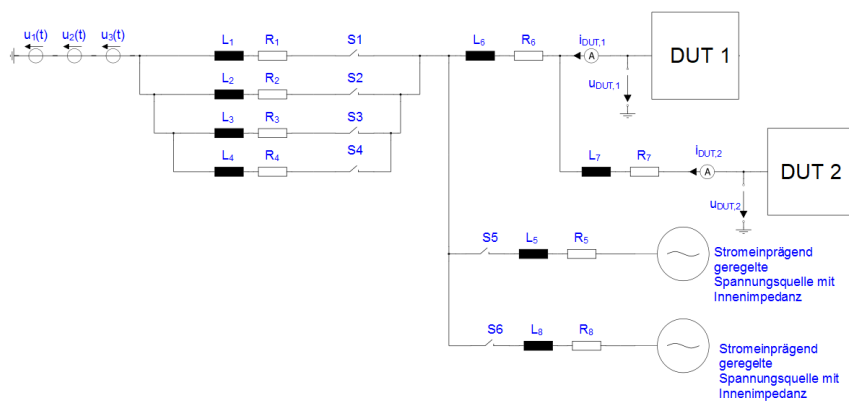 u₁(t) u₂(t) u₃(t)
L₁ R₁ S1
L₆ R₆ iDUT,1
DUT 1
uDUT,1
L₂ R₂ S2
L₃ R₃ S3
L₄ R₄ S4
L₇ R₇ iDUT,2
DUT 2
uDUT,2
S5 L₅ R₅
Stromeinprägend
geregelte
Spannungsquelle mit
Innenimpedanz
S6 L₈ R₈
Stromeinprägend
geregelte
Spannungsquelle mit
Innenimpedanz
A
A